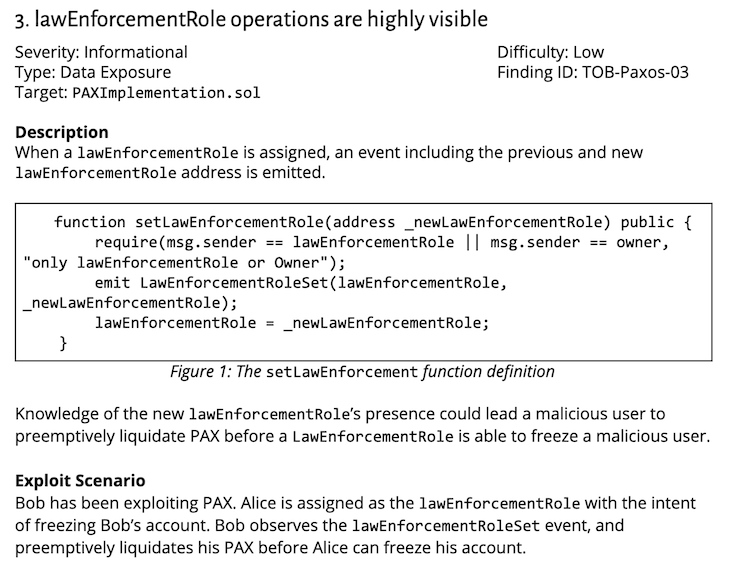 3. lawEnforcementRole operations are highly visible
Severity: Informational Difficulty: Low
Type: Data Exposure Finding ID: TOB-Paxos-03
Target: PAXImplementation.sol
Description
When a lawEnforcementRole is assigned, an event including the previous and new
lawEnforcementRole address is emitted.
function setLawEnforcementRole(address _newLawEnforcementRole) public {
require(msg.sender == lawEnforcementRole || msg.sender == owner,
"only lawEnforcementRole or Owner");
emit LawEnforcementRoleSet(lawEnforcementRole,
_newLawEnforcementRole);
lawEnforcementRole = _newLawEnforcementRole;
}
Figure 1: The setLawEnforcement function definition
Knowledge of the new lawEnforcementRole’s presence could lead a malicious user to
preemptively liquidate PAX before a LawEnforcementRole is able to freeze a malicious user.
Exploit Scenario
Bob has been exploiting PAX. Alice is assigned as the lawEnforcementRole with the intent
of freezing Bob’s account. Bob observes the lawEnforcementRoleSet event, and
preemptively liquidates his PAX before Alice can freeze his account.